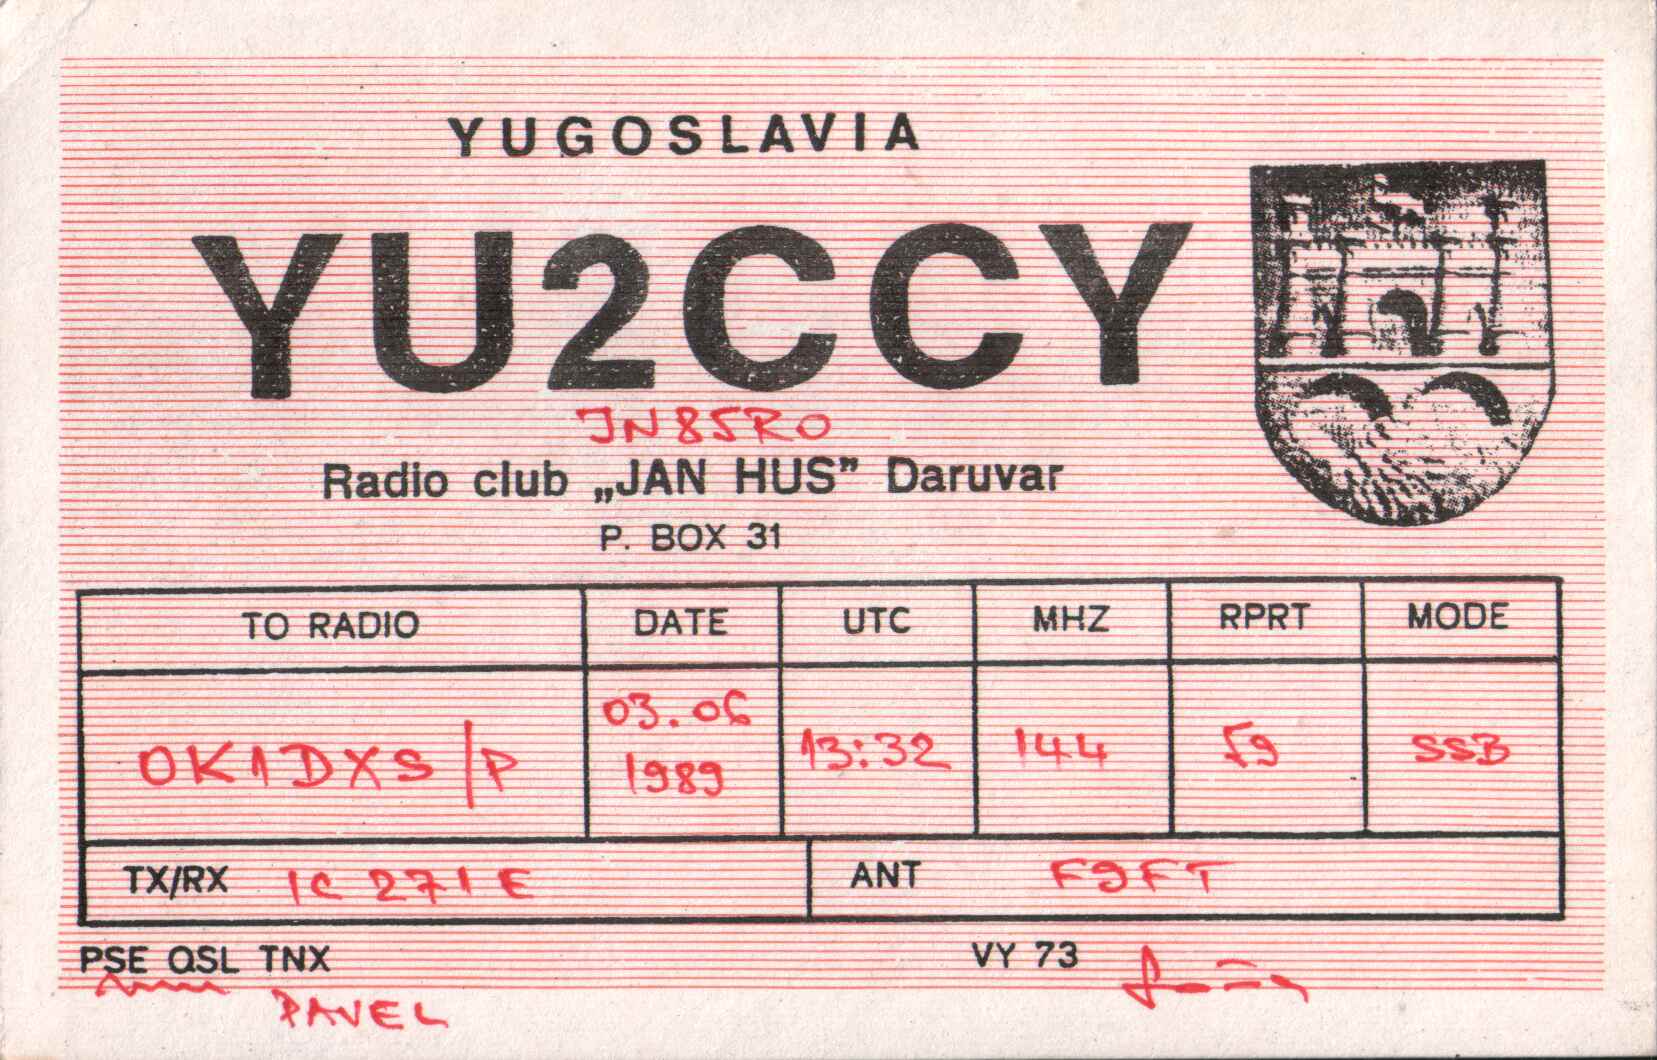 YUGOSLAVIA
YU2CCY
JN85RO
Radio club „JAN HUS” Daruvar
P. BOX 31
TO RADIO DATE UTC MHZ RPRT MODE
OK1DXS/P 03.06 1989 13:32 144 59 SSB
TX/RX IC 271E ANT F9FT
PSE QSL TNX VY 73
PAVEL